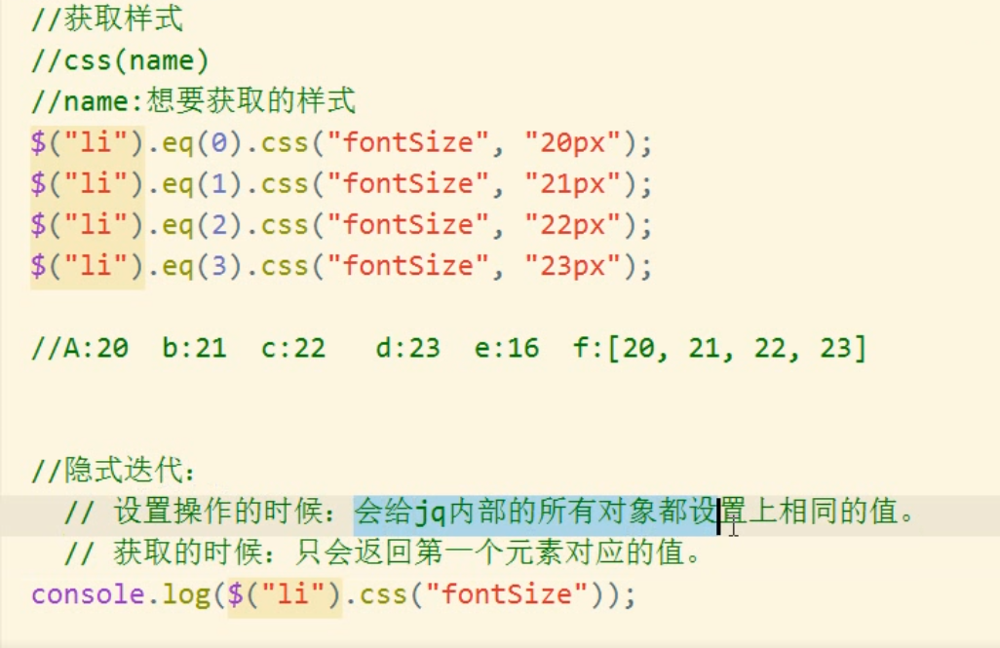 //获取样式
//css(name)
//name:想要获取的样式
$("li").eq(0).css("fontSize", "20px");
$("li").eq(1).css("fontSize", "21px");
$("li").eq(2).css("fontSize", "22px");
$("li").eq(3).css("fontSize", "23px");
//A:20  b:21  c:22   d:23  e:16  f:[20, 21, 22, 23]
//隐式迭代:
// 设置操作的时候: 会给jq内部的所有对象都设置上相同的值。
// 获取的时候: 只会返回第一个元素对应的值。
console.log($("li").css("fontSize"));